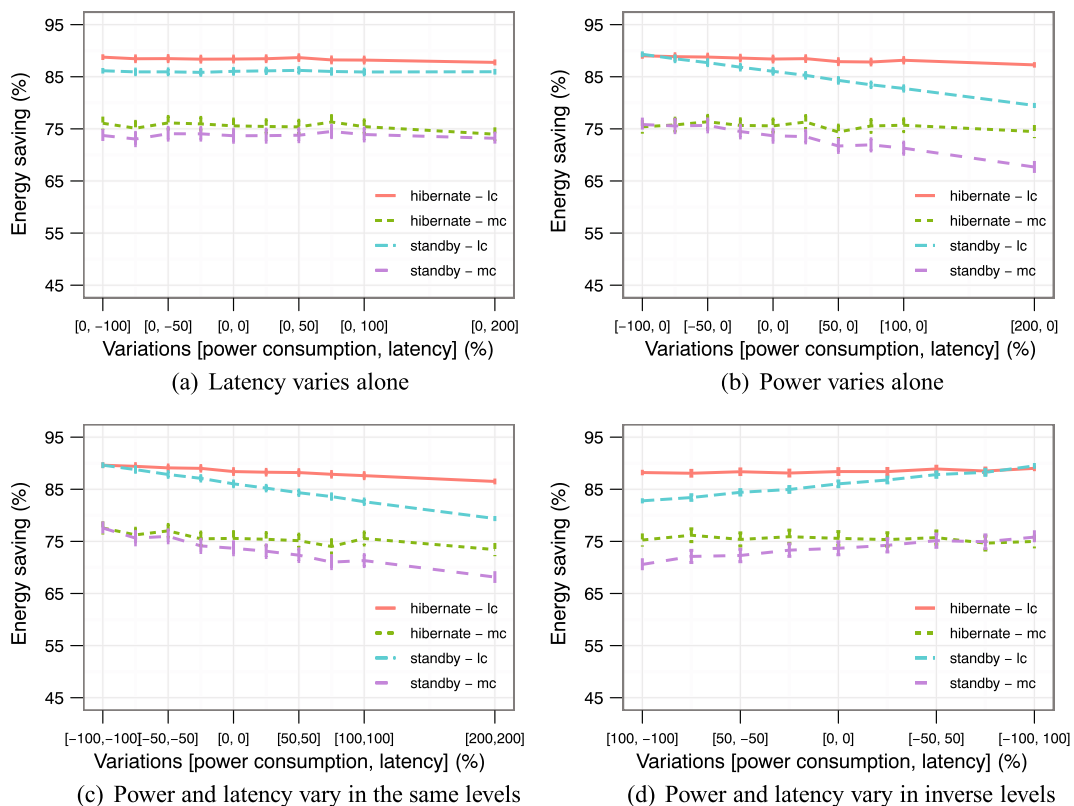 95
85
75
65
55
45
Energy saving (%)
hibernate − lc
hibernate − mc
standby − lc
standby − mc
[0, −100] [0, −50] [0, 0] [0, 50] [0, 100] [0, 200]
Variations [power consumption, latency] (%)
(a) Latency varies alone
95
85
75
65
55
45
Energy saving (%)
hibernate − lc
hibernate − mc
standby − lc
standby − mc
[−100, 0] [−50, 0] [0, 0] [50, 0] [100, 0] [200, 0]
Variations [power consumption, latency] (%)
(b) Power varies alone
95
85
75
65
55
45
Energy saving (%)
hibernate − lc
hibernate − mc
standby − lc
standby − mc
[−100,−100] [−50,−50] [0, 0] [50,50] [100,100] [200,200]
Variations [power consumption, latency] (%)
(c) Power and latency vary in the same levels
95
85
75
65
55
45
Energy saving (%)
hibernate − lc
hibernate − mc
standby − lc
standby − mc
[100, −100] [50, −50] [0, 0] [−50, 50] [−100, 100]
Variations [power consumption, latency] (%)
(d) Power and latency vary in inverse levels